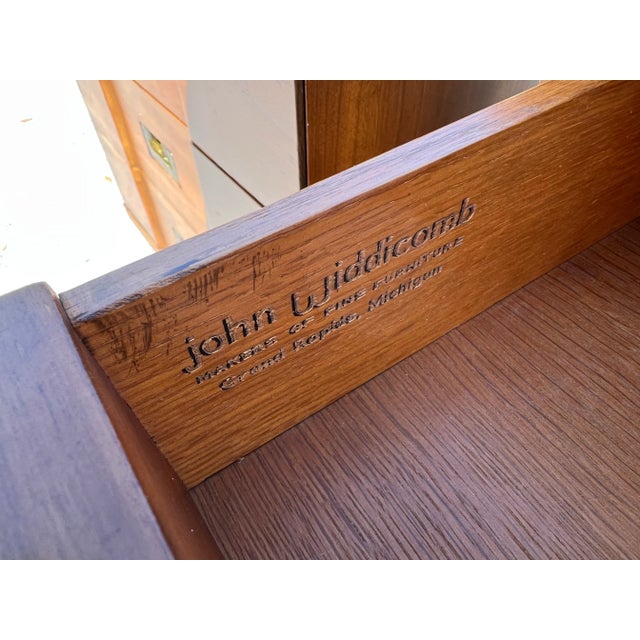 john Widdicomb
MAKERS OF FINE FURNITURE
Grand Rapids, Michigan